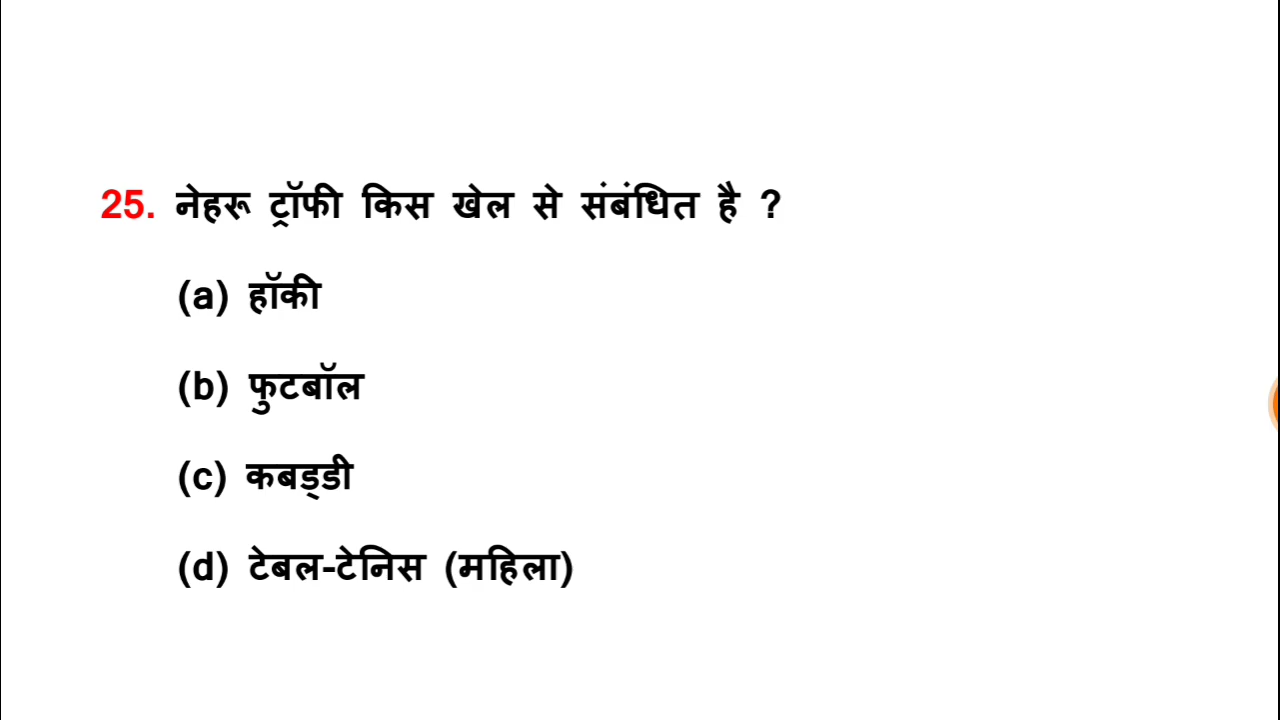 25. नेहरू ट्रॉफी किस खेल से संबंधित है ?
(a) हॉकी
(b) फुटबॉल
(c) कबड्डी
(d) टेबल-टेनिस (महिला)